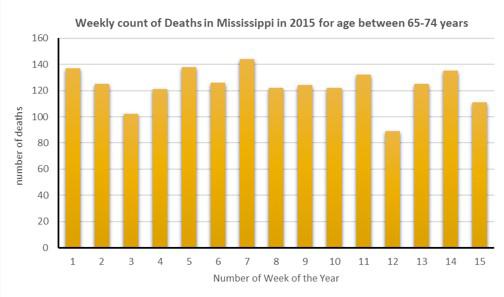 Weekly count of Deaths in Mississippi in 2015 for age between 65-74 years
160
140
120
100
80
60
40
20
0
number of deaths
1 2 3 4 5 6 7 8 9 10 11 12 13 14 15
Number of Week of the Year